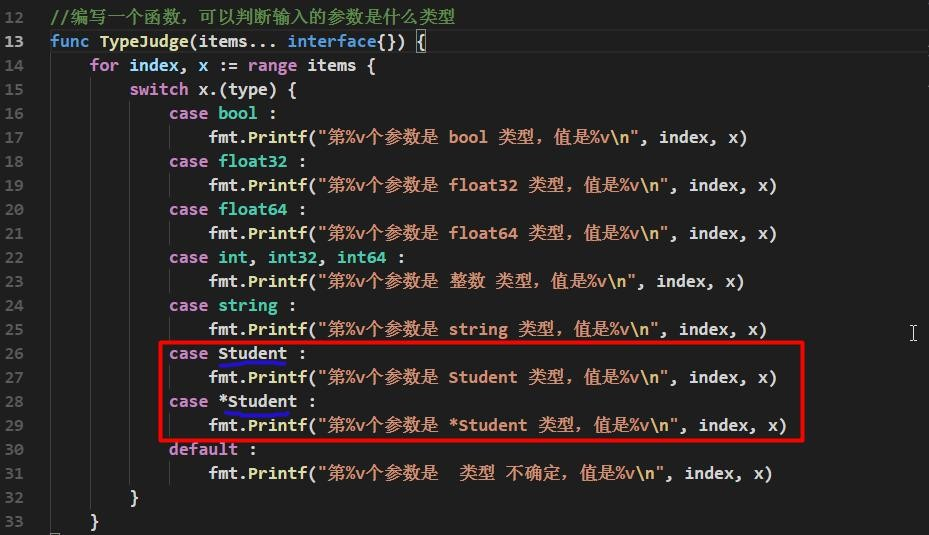 12 //编写一个函数，可以判断输入的参数是什么类型
13 func TypeJudge(items... interface{}) {
14 for index, x := range items {
15 switch x.(type) {
16 case bool :
17 fmt.Printf("第%v个参数是 bool 类型，值是%v\n", index, x)
18 case float32 :
19 fmt.Printf("第%v个参数是 float32 类型，值是%v\n", index, x)
20 case float64 :
21 fmt.Printf("第%v个参数是 float64 类型，值是%v\n", index, x)
22 case int, int32, int64 :
23 fmt.Printf("第%v个参数是 整数 类型，值是%v\n", index, x)
24 case string :
25 fmt.Printf("第%v个参数是 string 类型，值是%v\n", index, x)
26 case Student :
27 fmt.Printf("第%v个参数是 Student 类型，值是%v\n", index, x)
28 case *Student :
29 fmt.Printf("第%v个参数是 *Student 类型，值是%v\n", index, x)
30 default :
31 fmt.Printf("第%v个参数是  类型 不确定，值是%v\n", index, x)
32 }
33 }